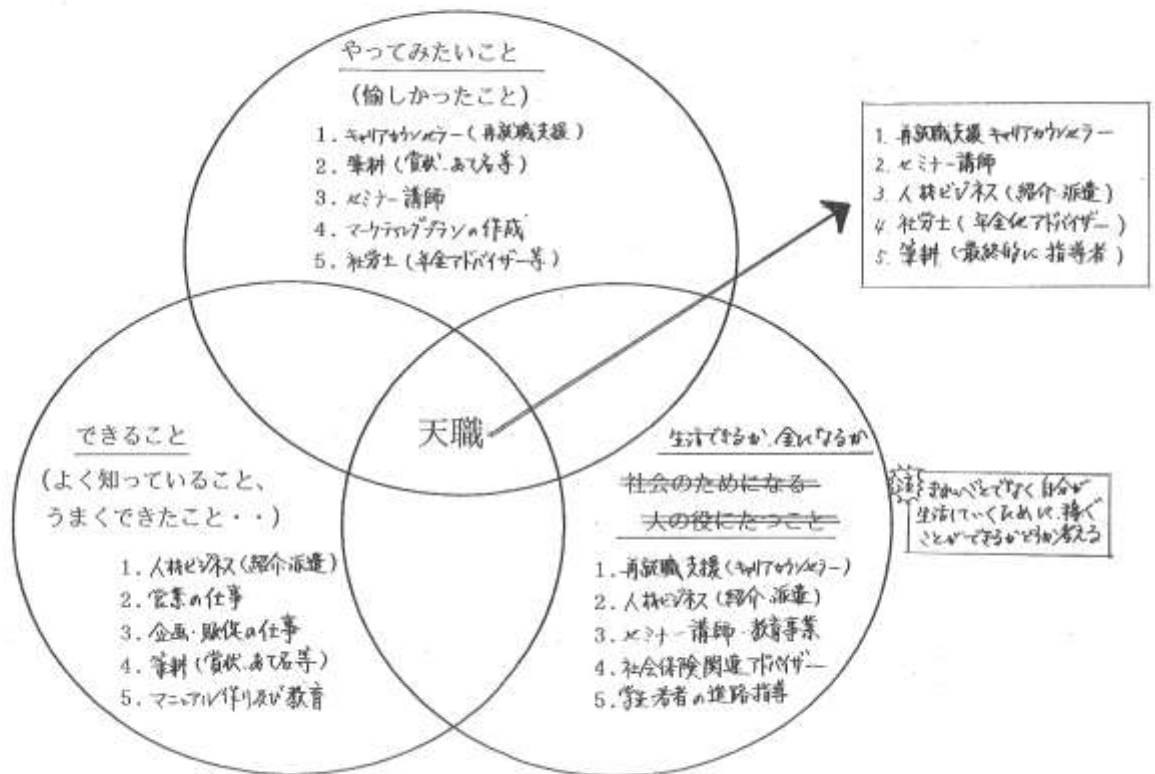 やってみたいこと
(愉しかったこと)
1. キャリアカウンセラー(再就職支援)
2. 筆耕(賞状、あて名等)
3. セミナー講師
4. マーケティングプランの作成
5. 社労士(年金アドバイザー等)
1. 再就職支援 キャリアカウンセラー
2. セミナー講師
3. 人材ビジネス(紹介・派遣)
4. 社労士(年金他アドバイザー)
5. 筆耕(最終的に指導者)
天職
できること
(よく知っていること、
うまくできたこと・・)
1. 人材ビジネス(紹介・派遣)
2. 営業の仕事
3. 企画・販促の仕事
4. 筆耕(賞状、あて名等)
5. マニュアル作り及び教育
生活できるか、金になるか
社会のためになる
人の役にたつこと
1. 再就職支援(キャリアカウンセラー)
2. 人材ビジネス(紹介・派遣)
3. セミナー講師・教育事業
4. 社会保険関連アドバイザー
5. 学生若者の進路指導
注 きれいごとでなく自分が
生活していくために、稼ぐ
ことができるかどうか考える